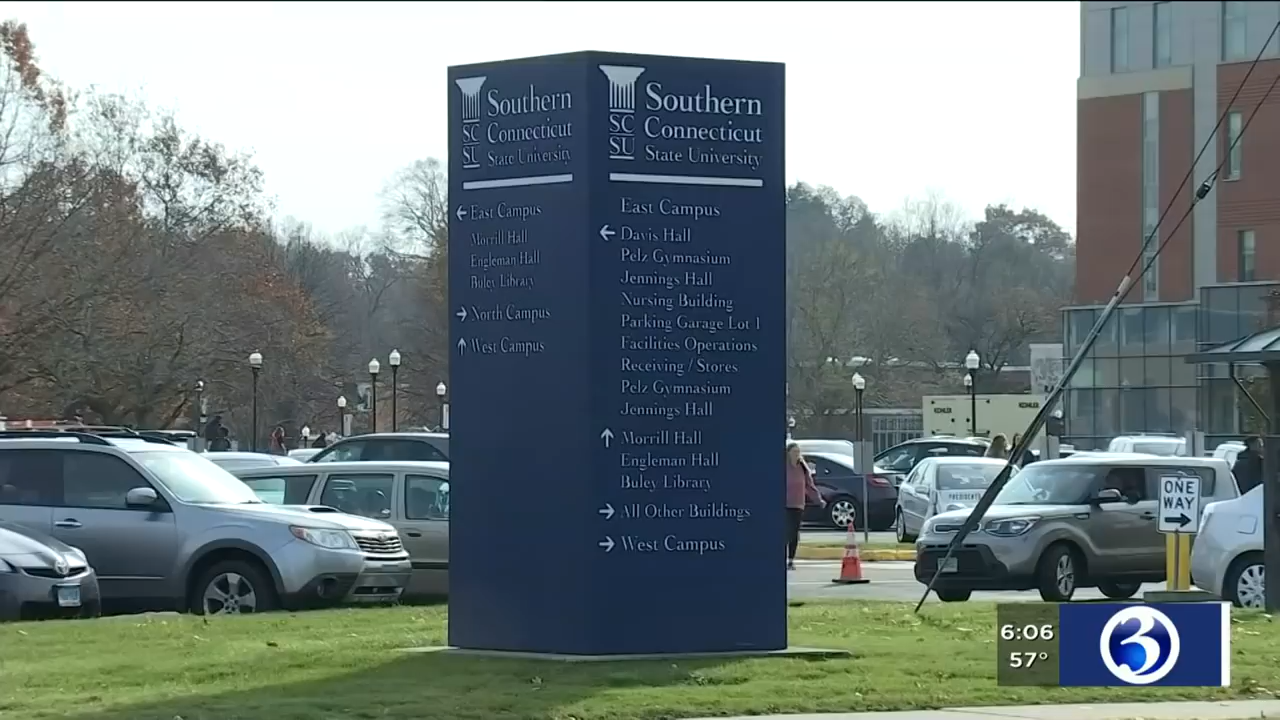 SC
SU
Southern
Connecticut
State University
← East Campus
Morrill Hall
Engleman Hall
Buley Library
→ North Campus
↑ West Campus
SC
SU
Southern
Connecticut
State University
East Campus
← Davis Hall
Pelz Gymnasium
Jennings Hall
Nursing Building
Parking Garage Lot 1
Facilities Operations
Receiving / Stores
Pelz Gymnasium
Jennings Hall
↑ Morrill Hall
Engleman Hall
Buley Library
→ All Other Buildings
→ West Campus
KOHLER
KOHLER
ONE
WAY
6:06
57°
3